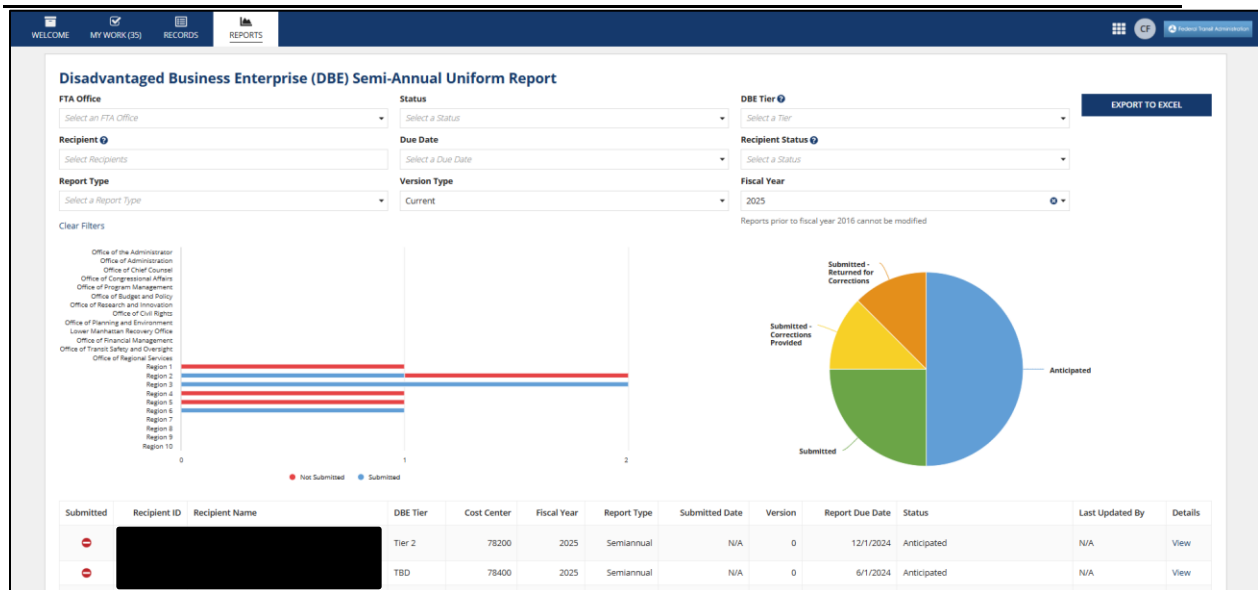 WELCOME MY WORK (35) RECORDS REPORTS CF Federal Transit Administration
Disadvantaged Business Enterprise (DBE) Semi-Annual Uniform Report
FTA Office Status DBE Tier EXPORT TO EXCEL
Select an FTA Office Select a Status Select a Tier
Recipient Due Date Recipient Status
Select Recipients Select a Due Date Select a Status
Report Type Version Type Fiscal Year
Select a Report Type Current 2025
Clear Filters Reports prior to fiscal year 2016 cannot be modified
Office of the Administrator
Office of Administration
Office of Chief Counsel
Office of Congressional Affairs
Office of Program Management
Office of Budget and Policy
Office of Research and Innovation
Office of Civil Rights
Office of Planning and Environment
Lower Manhattan Recovery Office
Office of Financial Management
Office of Transit Safety and Oversight
Office of Regional Services
Region 1
Region 2
Region 3
Region 4
Region 5
Region 6
Region 7
Region 8
Region 9
Region 10
0 1 2
Not Submitted Submitted
Submitted -
Returned for
Corrections
Submitted -
Corrections
Provided
Anticipated
Submitted
Submitted Recipient ID Recipient Name DBE Tier Cost Center Fiscal Year Report Type Submitted Date Version Report Due Date Status Last Updated By Details
Tier 2 78200 2025 Semiannual N/A 0 12/1/2024 Anticipated N/A View
TBD 78400 2025 Semiannual N/A 0 6/1/2024 Anticipated N/A View